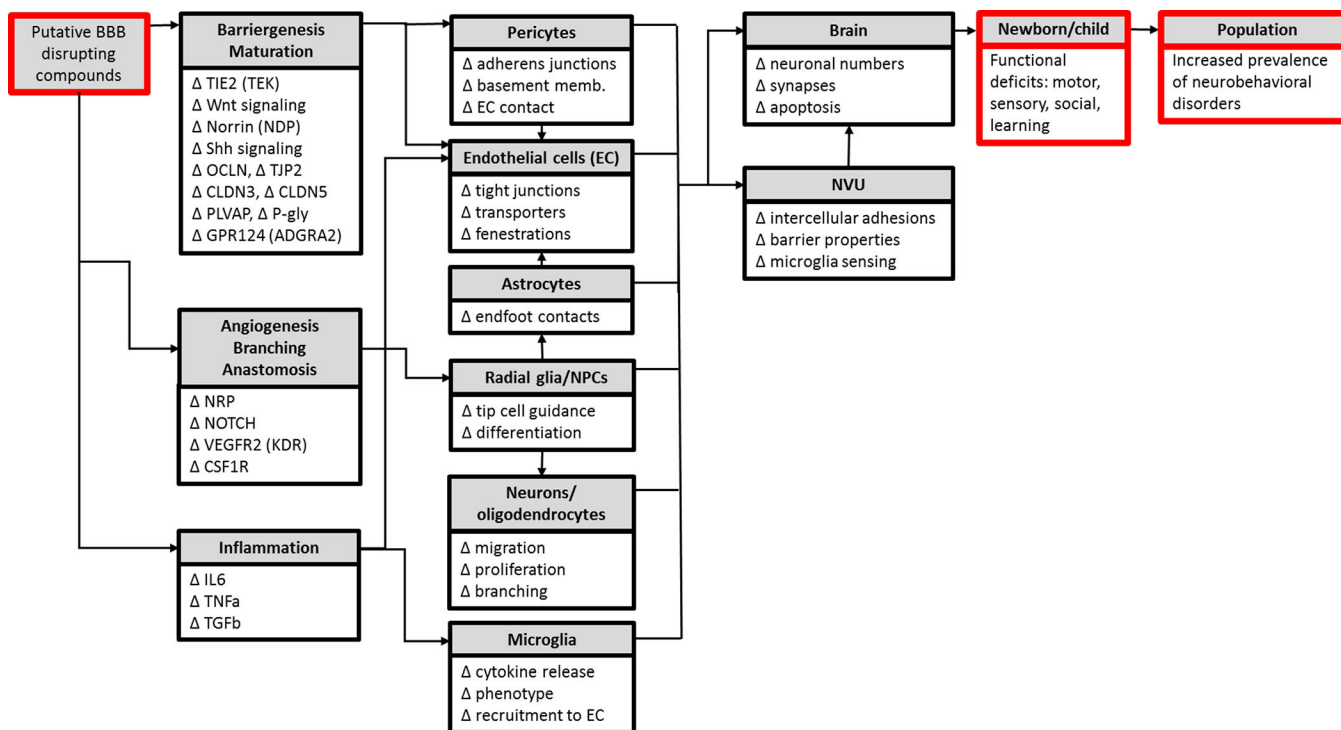 Putative BBB
disrupting
compounds
Barriergenesis
Maturation
Δ TIE2 (TEK)
Δ Wnt signaling
Δ Norrin (NDP)
Δ Shh signaling
Δ OCLN, Δ TJP2
Δ CLDN3, Δ CLDN5
Δ PLVAP, Δ P-gly
Δ GPR124 (ADGRA2)
Angiogenesis
Branching
Anastomosis
Δ NRP
Δ NOTCH
Δ VEGFR2 (KDR)
Δ CSF1R
Inflammation
Δ IL6
Δ TNFa
Δ TGFb
Pericytes
Δ adherens junctions
Δ basement memb.
Δ EC contact
Endothelial cells (EC)
Δ tight junctions
Δ transporters
Δ fenestrations
Astrocytes
Δ endfoot contacts
Radial glia/NPCs
Δ tip cell guidance
Δ differentiation
Neurons/
oligodendrocytes
Δ migration
Δ proliferation
Δ branching
Microglia
Δ cytokine release
Δ phenotype
Δ recruitment to EC
Brain
Δ neuronal numbers
Δ synapses
Δ apoptosis
NVU
Δ intercellular adhesions
Δ barrier properties
Δ microglia sensing
Newborn/child
Functional
deficits: motor,
sensory, social,
learning
Population
Increased prevalence
of neurobehavioral
disorders